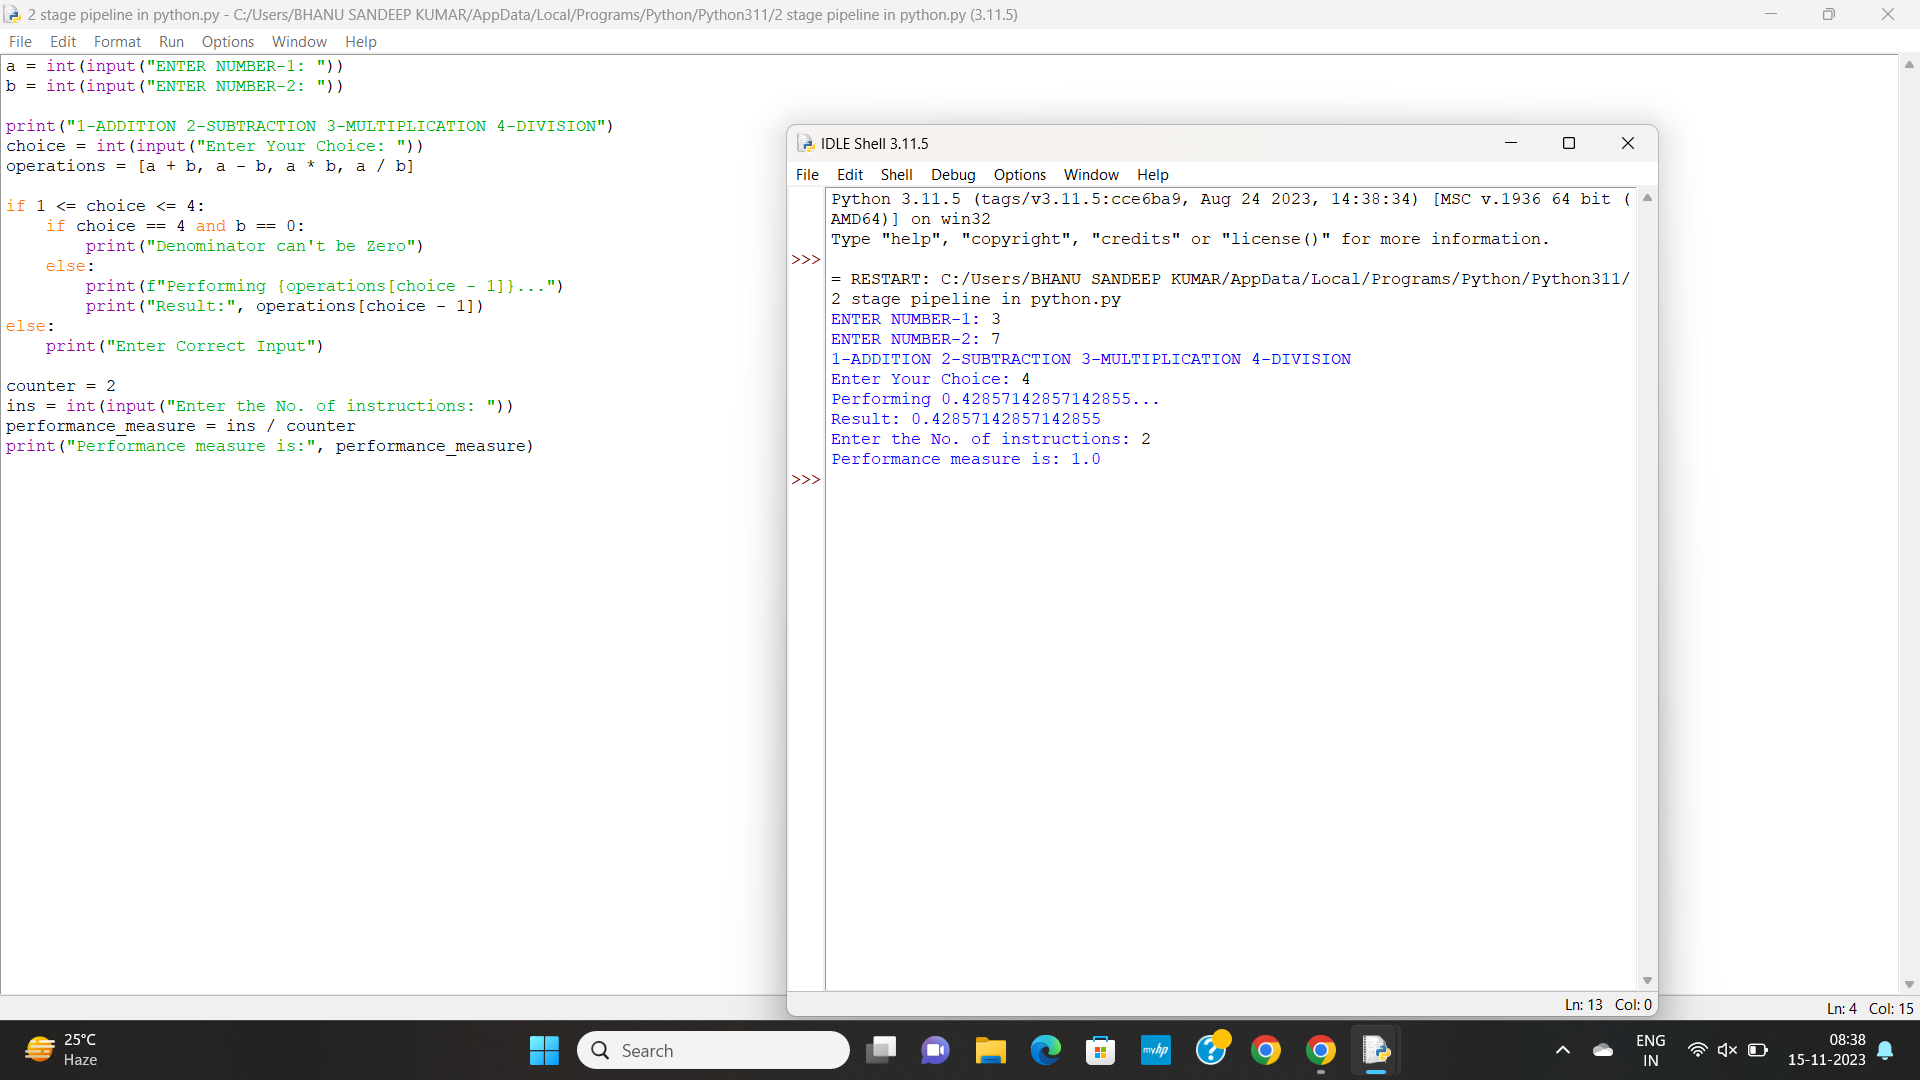 2 stage pipeline in python.py - C:/Users/BHANU SANDEEP KUMAR/AppData/Local/Programs/Python/Python311/2 stage pipeline in python.py (3.11.5)
File Edit Format Run Options Window Help
a = int(input("ENTER NUMBER-1: "))
b = int(input("ENTER NUMBER-2: "))
print("1-ADDITION 2-SUBTRACTION 3-MULTIPLICATION 4-DIVISION")
choice = int(input("Enter Your Choice: "))
operations = [a + b, a - b, a * b, a / b]
if 1 <= choice <= 4:
    if choice == 4 and b == 0:
        print("Denominator can't be Zero")
    else:
        print(f"Performing {operations[choice - 1]}...")
        print("Result:", operations[choice - 1])
else:
    print("Enter Correct Input")
counter = 2
ins = int(input("Enter the No. of instructions: "))
performance_measure = ins / counter
print("Performance measure is:", performance_measure)
IDLE Shell 3.11.5
File Edit Shell Debug Options Window Help
Python 3.11.5 (tags/v3.11.5:cce6ba9, Aug 24 2023, 14:38:34) [MSC v.1936 64 bit (
AMD64)] on win32
Type "help", "copyright", "credits" or "license()" for more information.
>>>
= RESTART: C:/Users/BHANU SANDEEP KUMAR/AppData/Local/Programs/Python/Python311/
2 stage pipeline in python.py
ENTER NUMBER-1: 3
ENTER NUMBER-2: 7
1-ADDITION 2-SUBTRACTION 3-MULTIPLICATION 4-DIVISION
Enter Your Choice: 4
Performing 0.42857142857142855...
Result: 0.42857142857142855
Enter the No. of instructions: 2
Performance measure is: 1.0
>>>
Ln: 13 Col: 0
Ln: 4 Col: 15
25°C
Haze
Search
myhp
ENG
IN
08:38
15-11-2023